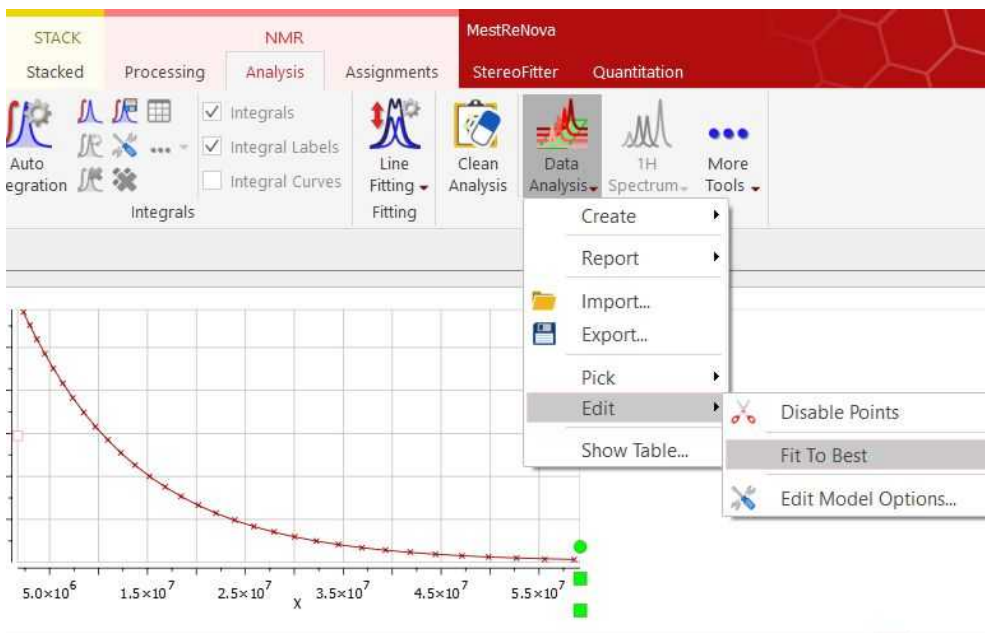 STACK
NMR
MestReNova
Stacked
Processing
Analysis
Assignments
StereoFitter
Quantitation
Auto
egration
Integrals
Integral Labels
Integral Curves
Integrals
Line
Fitting
Fitting
Clean
Analysis
Data
Analysis
1H
Spectrum
More
Tools
Create
Report
Import...
Export...
Pick
Edit
Show Table...
Disable Points
Fit To Best
Edit Model Options...
5.0×10⁶ 1.5×10⁷ 2.5×10⁷ 3.5×10⁷ 4.5×10⁷ 5.5×10⁷
X